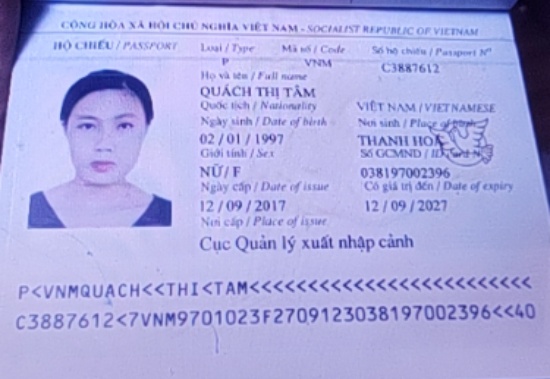 CỘNG HÒA XÃ HỘI CHỦ NGHĨA VIỆT NAM - SOCIALIST REPUBLIC OF VIETNAM
HỘ CHIẾU / PASSPORT Loại / Type Mã số / Code Số hộ chiếu / Passport Nº
P VNM C3887612
Họ và tên / Full name
QUÁCH THỊ TÂM
Quốc tịch / Nationality VIỆT NAM / VIETNAMESE
Ngày sinh / Date of birth Nơi sinh / Place of birth
02 / 01 / 1997 THANH HOÁ
Giới tính / Sex Số GCMND / ID card Nº
NỮ / F 038197002396
Ngày cấp / Date of issue Có giá trị đến / Date of expiry
12 / 09 / 2017 12 / 09 / 2027
Nơi cấp / Place of issue
Cục Quản lý xuất nhập cảnh
P<VNMQUACH<<THI<TAM<<<<<<<<<<<<<<<<<<<<<<<<<
C3887612<7VNM9701023F2709123038197002396<<40